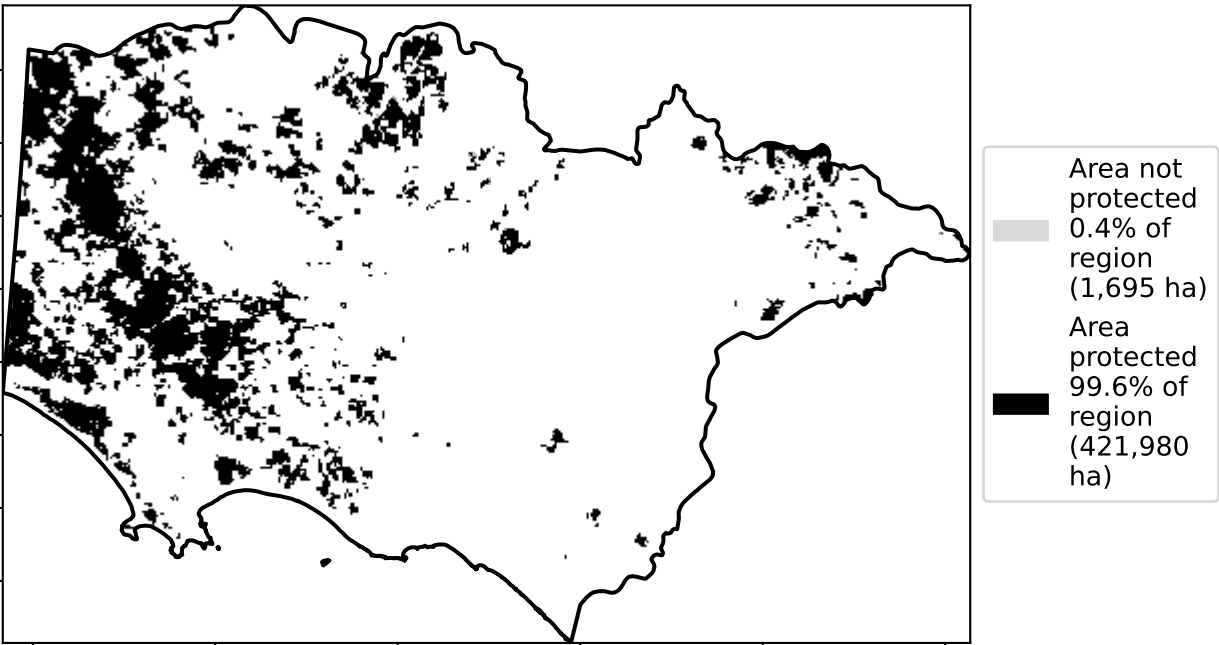 Area not
protected
0.4% of
region
(1,695 ha)
Area
protected
99.6% of
region
(421,980
ha)